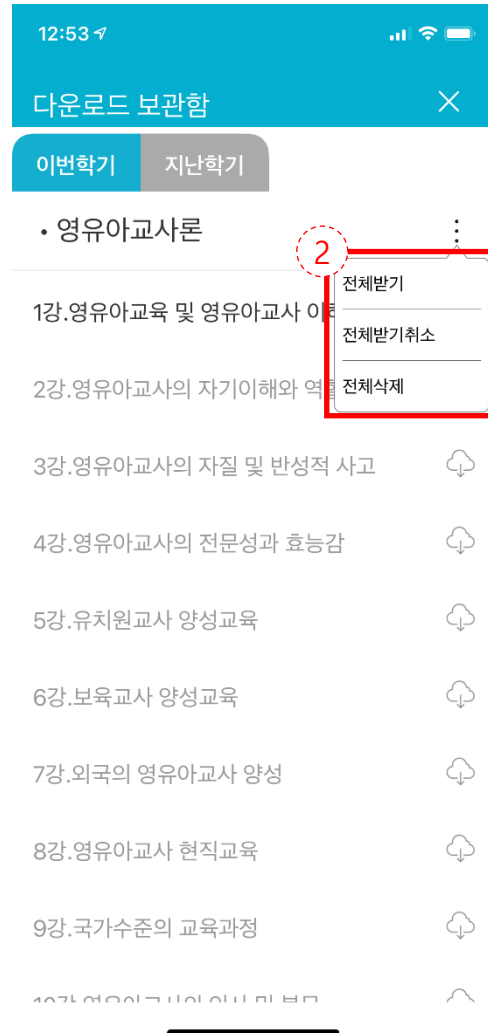 12:53
다운로드 보관함
이번학기 지난학기
• 영유아교사론
2
전체받기
1강.영유아교육 및 영유아교사
전체받기취소
2강.영유아교사의 자기이해와
전체삭제
3강.영유아교사의 자질 및 반성적 사고
4강.영유아교사의 전문성과 효능감
5강.유치원교사 양성교육
6강.보육교사 양성교육
7강.외국의 영유아교사 양성
8강.영유아교사 현직교육
9강.국가수준의 교육과정